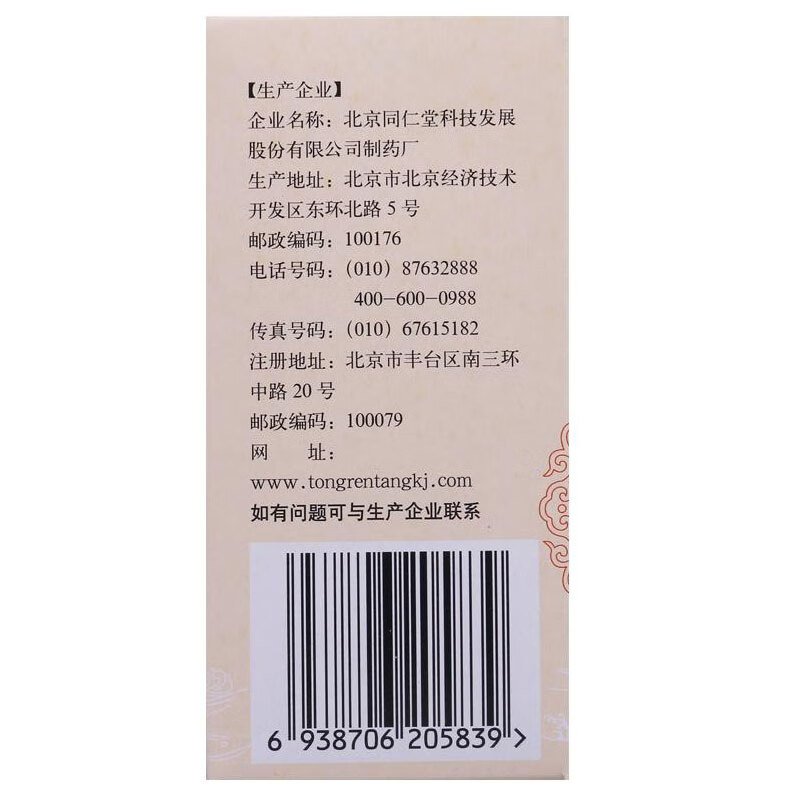 【生产企业】
企业名称：北京同仁堂科技发展
股份有限公司制药厂
生产地址：北京市北京经济技术
开发区东环北路 5 号
邮政编码：100176
电话号码：（010）87632888
400-600-0988
传真号码：（010）67615182
注册地址：北京市丰台区南三环
中路 20 号
邮政编码：100079
网　　址：
www.tongrentangkj.com
如有问题可与生产企业联系
6 938706 205839 >